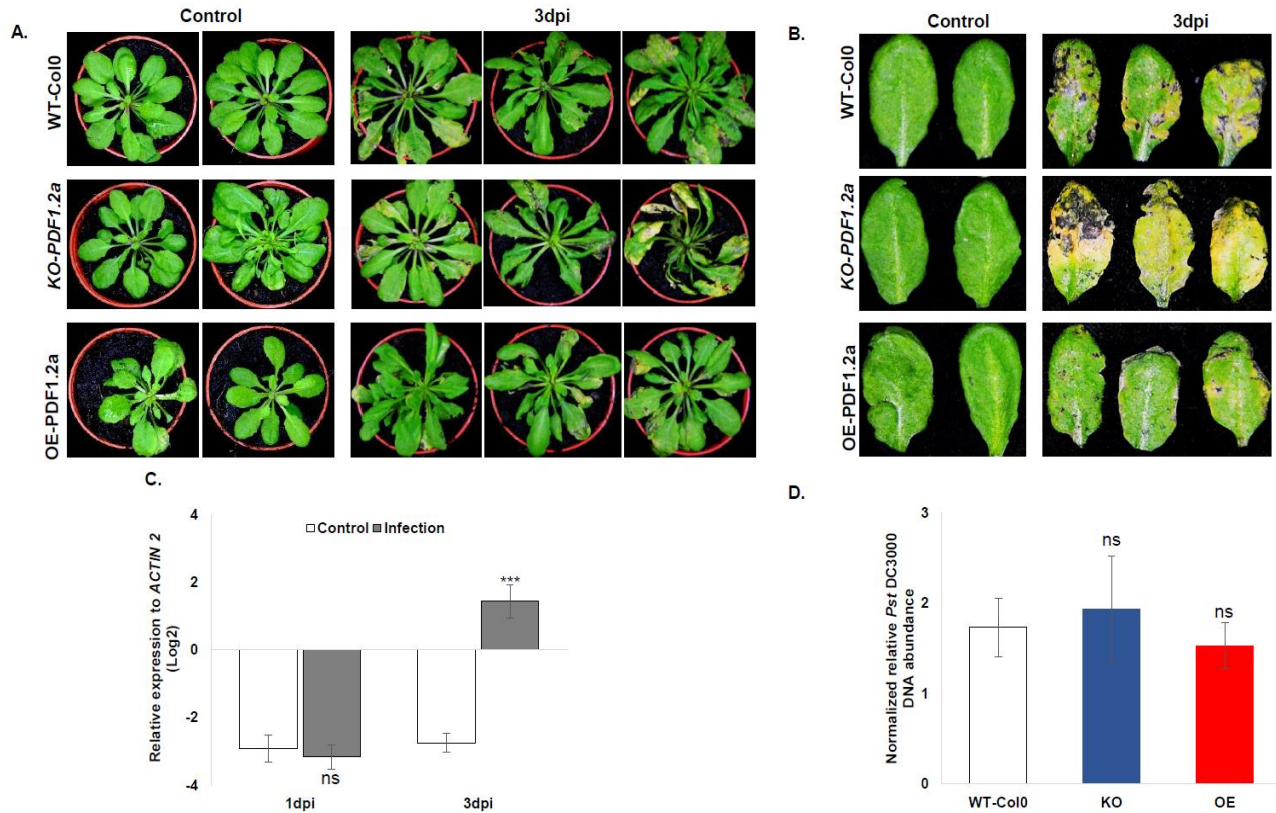 A.
Control
3dpi
WT-Col0
KO-PDF1.2a
OE-PDF1.2a
B.
Control
3dpi
WT-Col0
KO-PDF1.2a
OE-PDF1.2a
C.
Relative expression to ACTIN 2
(Log2)
4
2
0
-2
-4
Control Infection
***
ns
1dpi
3dpi
D.
Normalized relative Pst DC3000
DNA abundance
3
2
1
0
ns
ns
WT-Col0
KO
OE